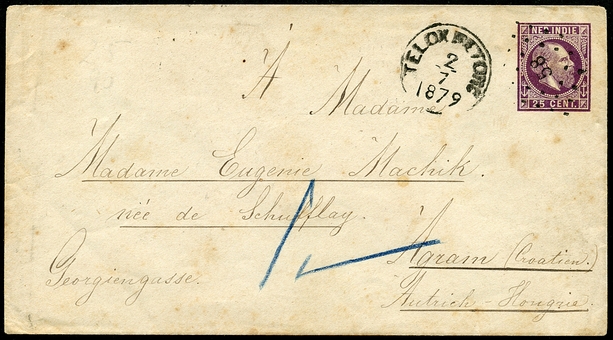 NED. INDIE
25 CENT.
88
TELOK BETONG
2
7
1879
A
Madame
Madame Eugenie Machik.
née de Schufflay.
Agram (Croatien.
Georgiengasse.
Autrich - Hongrie.